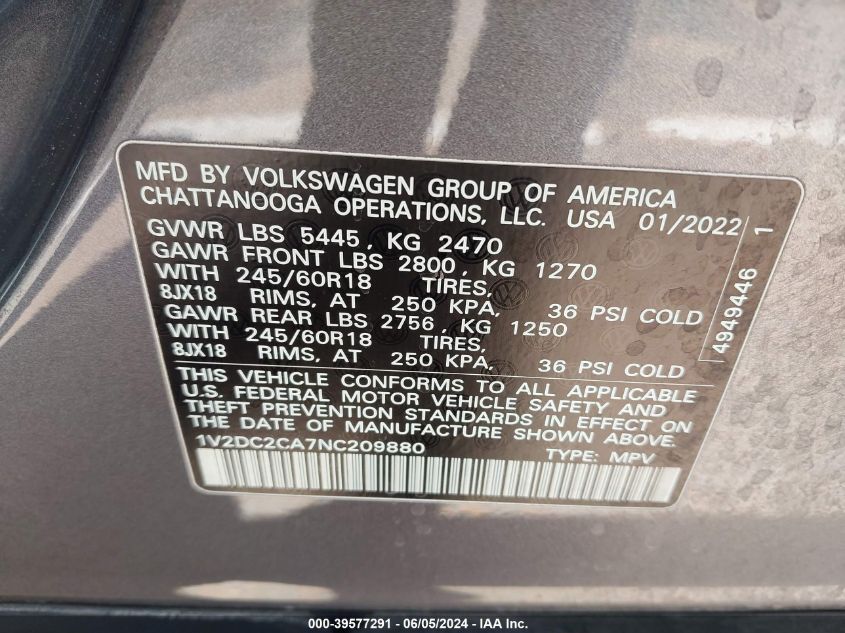 MFD BY VOLKSWAGEN GROUP OF AMERICA
CHATTANOOGA OPERATIONS, LLC. USA 01/2022
GVWR LBS 5445, KG 2470
GAWR FRONT LBS 2800, KG 1270
WITH 245/60R18 TIRES,
8JX18 RIMS, AT 250 KPA, 36 PSI COLD
GAWR REAR LBS 2756, KG 1250
WITH 245/60R18 TIRES,
8JX18 RIMS, AT 250 KPA, 36 PSI COLD
THIS VEHICLE CONFORMS TO ALL APPLICABLE
U.S. FEDERAL MOTOR VEHICLE SAFETY AND
THEFT PREVENTION STANDARDS IN EFFECT ON
THE DATE OF MANUFACTURE SHOWN ABOVE.
1V2DC2CA7NC209880 TYPE: MPV
4949446 1
000-39577291 - 06/05/2024 - IAA Inc.